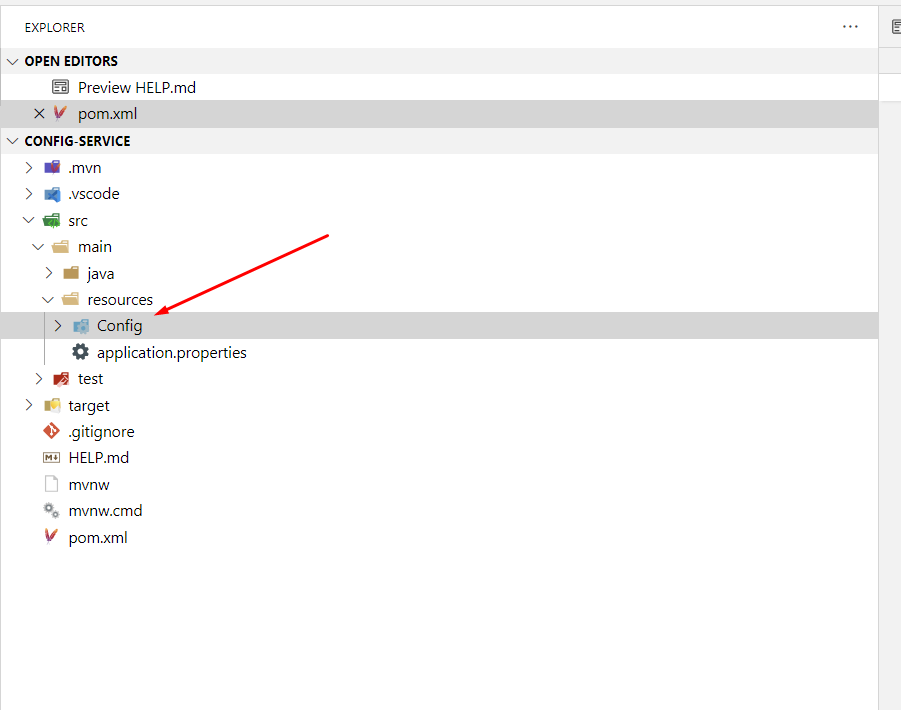 EXPLORER
OPEN EDITORS
Preview HELP.md
pom.xml
CONFIG-SERVICE
.mvn
.vscode
src
main
java
resources
Config
application.properties
test
target
.gitignore
HELP.md
mvnw
mvnw.cmd
pom.xml